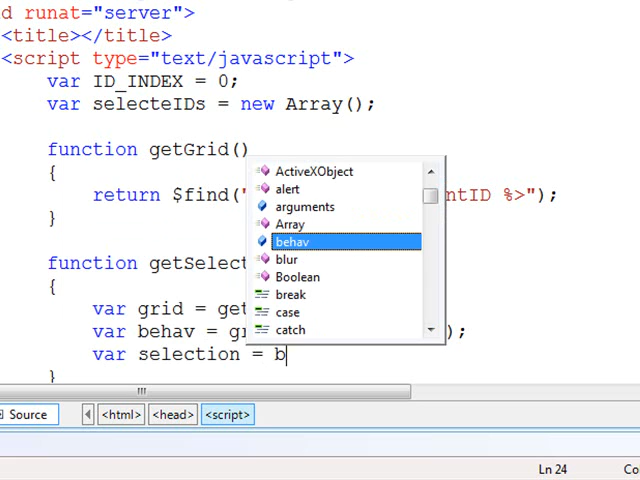 d runat="server">
<title></title>
<script type="text/javascript">
var ID_INDEX = 0;
var selecteIDs = new Array();
function getGrid()
{
return $find(" ntID %>");
}
function getSelect
{
var grid = get
var behav = gr );
var selection = b
}
ActiveXObject
alert
arguments
Array
behav
blur
Boolean
break
case
catch
Source <html> <head> <script>
Ln 24 Co